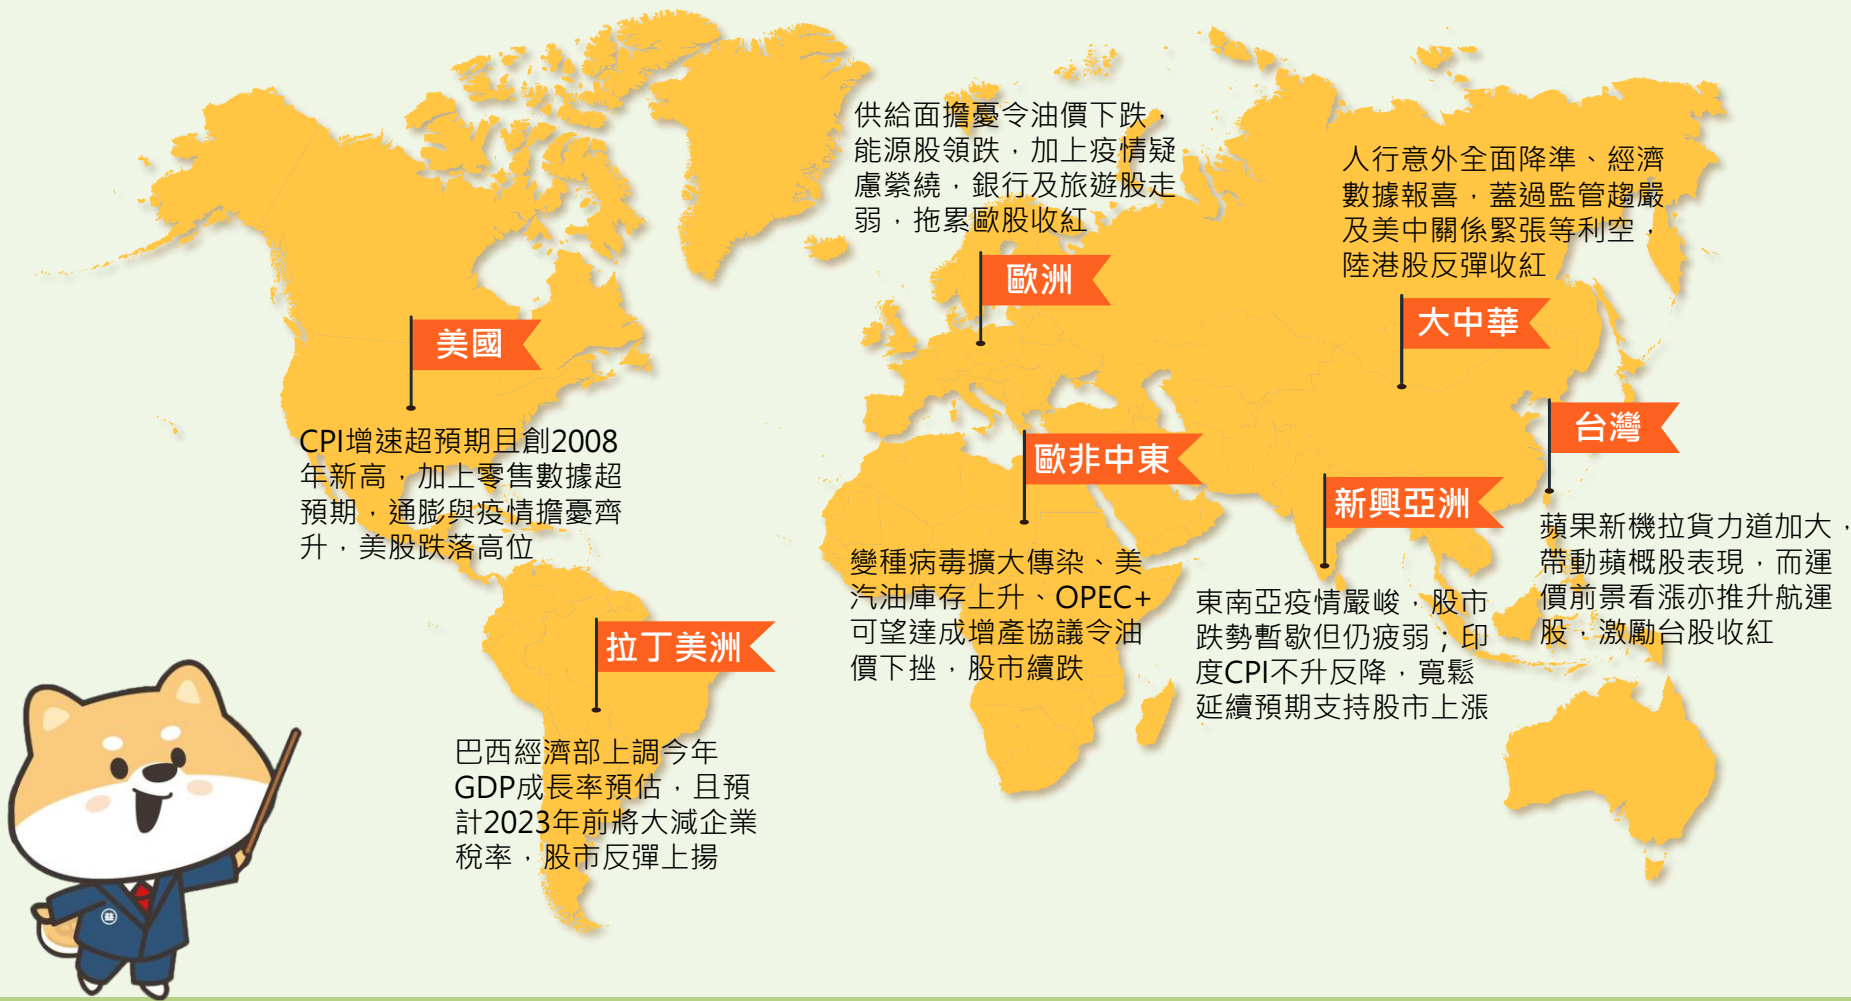 供給面擔憂令油價下跌，
能源股領跌，加上疫情疑
慮縈繞，銀行及旅遊股走
弱，拖累歐股收紅
歐洲
人行意外全面降準、經濟
數據報喜，蓋過監管趨嚴
及美中關係緊張等利空，
陸港股反彈收紅
大中華
美國
CPI增速超預期且創2008
年新高，加上零售數據超
預期，通膨與疫情擔憂齊
升，美股跌落高位
台灣
蘋果新機拉貨力道加大，
帶動蘋概股表現，而運
價前景看漲亦推升航運
股，激勵台股收紅
歐非中東
變種病毒擴大傳染、美
汽油庫存上升、OPEC+
可望達成增產協議令油
價下挫，股市續跌
新興亞洲
東南亞疫情嚴峻，股市
跌勢暫歇但仍疲弱；印
度CPI不升反降，寬鬆
延續預期支持股市上漲
拉丁美洲
巴西經濟部上調今年
GDP成長率預估，且預
計2023年前將大減企業
稅率，股市反彈上揚